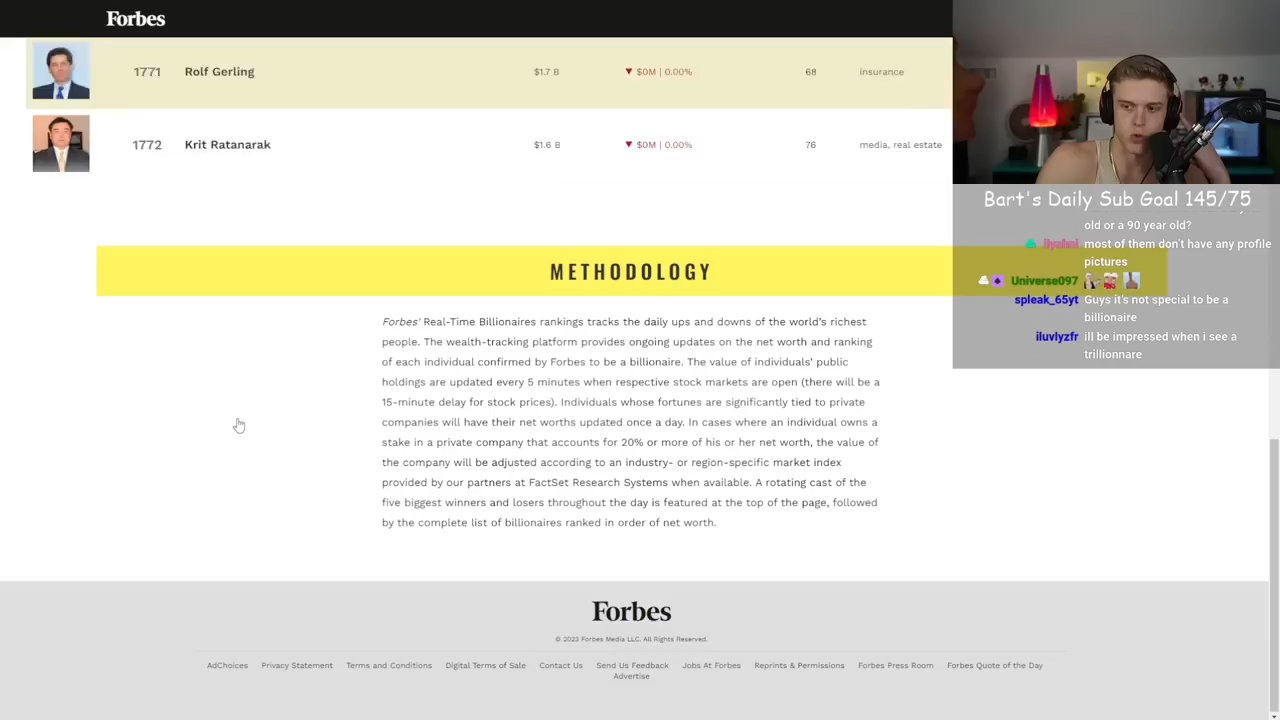 Forbes
1771 Rolf Gerling $1.7 B ▼ $0M | 0.00% 68 insurance
1772 Krit Ratanarak $1.6 B ▼ $0M | 0.00% 76 media, real estate
Bart's Daily Sub Goal 145/75
old or a 90 year old?
ilyabni most of them don't have any profile
pictures
Universe097
spleak_65yt Guys it's not special to be a
billionaire
iluvlyzfr ill be impressed when i see a
trillionnare
METHODOLOGY
Forbes' Real-Time Billionaires rankings tracks the daily ups and downs of the world's richest
people. The wealth-tracking platform provides ongoing updates on the net worth and ranking
of each individual confirmed by Forbes to be a billionaire. The value of individuals' public
holdings are updated every 5 minutes when respective stock markets are open (there will be a
15-minute delay for stock prices). Individuals whose fortunes are significantly tied to private
companies will have their net worths updated once a day. In cases where an individual owns a
stake in a private company that accounts for 20% or more of his or her net worth, the value of
the company will be adjusted according to an industry- or region-specific market index
provided by our partners at FactSet Research Systems when available. A rotating cast of the
five biggest winners and losers throughout the day is featured at the top of the page, followed
by the complete list of billionaires ranked in order of net worth.
Forbes
© 2023 Forbes Media LLC. All Rights Reserved.
AdChoices Privacy Statement Terms and Conditions Digital Terms of Sale Contact Us Send Us Feedback Jobs At Forbes Reprints & Permissions Forbes Press Room Forbes Quote of the Day
Advertise